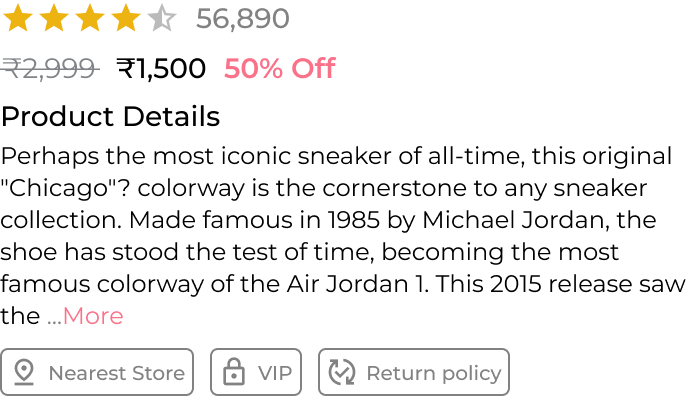 56,890
₹2,999 ₹1,500 50% Off
Product Details
Perhaps the most iconic sneaker of all-time, this original
"Chicago"? colorway is the cornerstone to any sneaker
collection. Made famous in 1985 by Michael Jordan, the
shoe has stood the test of time, becoming the most
famous colorway of the Air Jordan 1. This 2015 release saw
the ...More
Nearest Store VIP Return policy